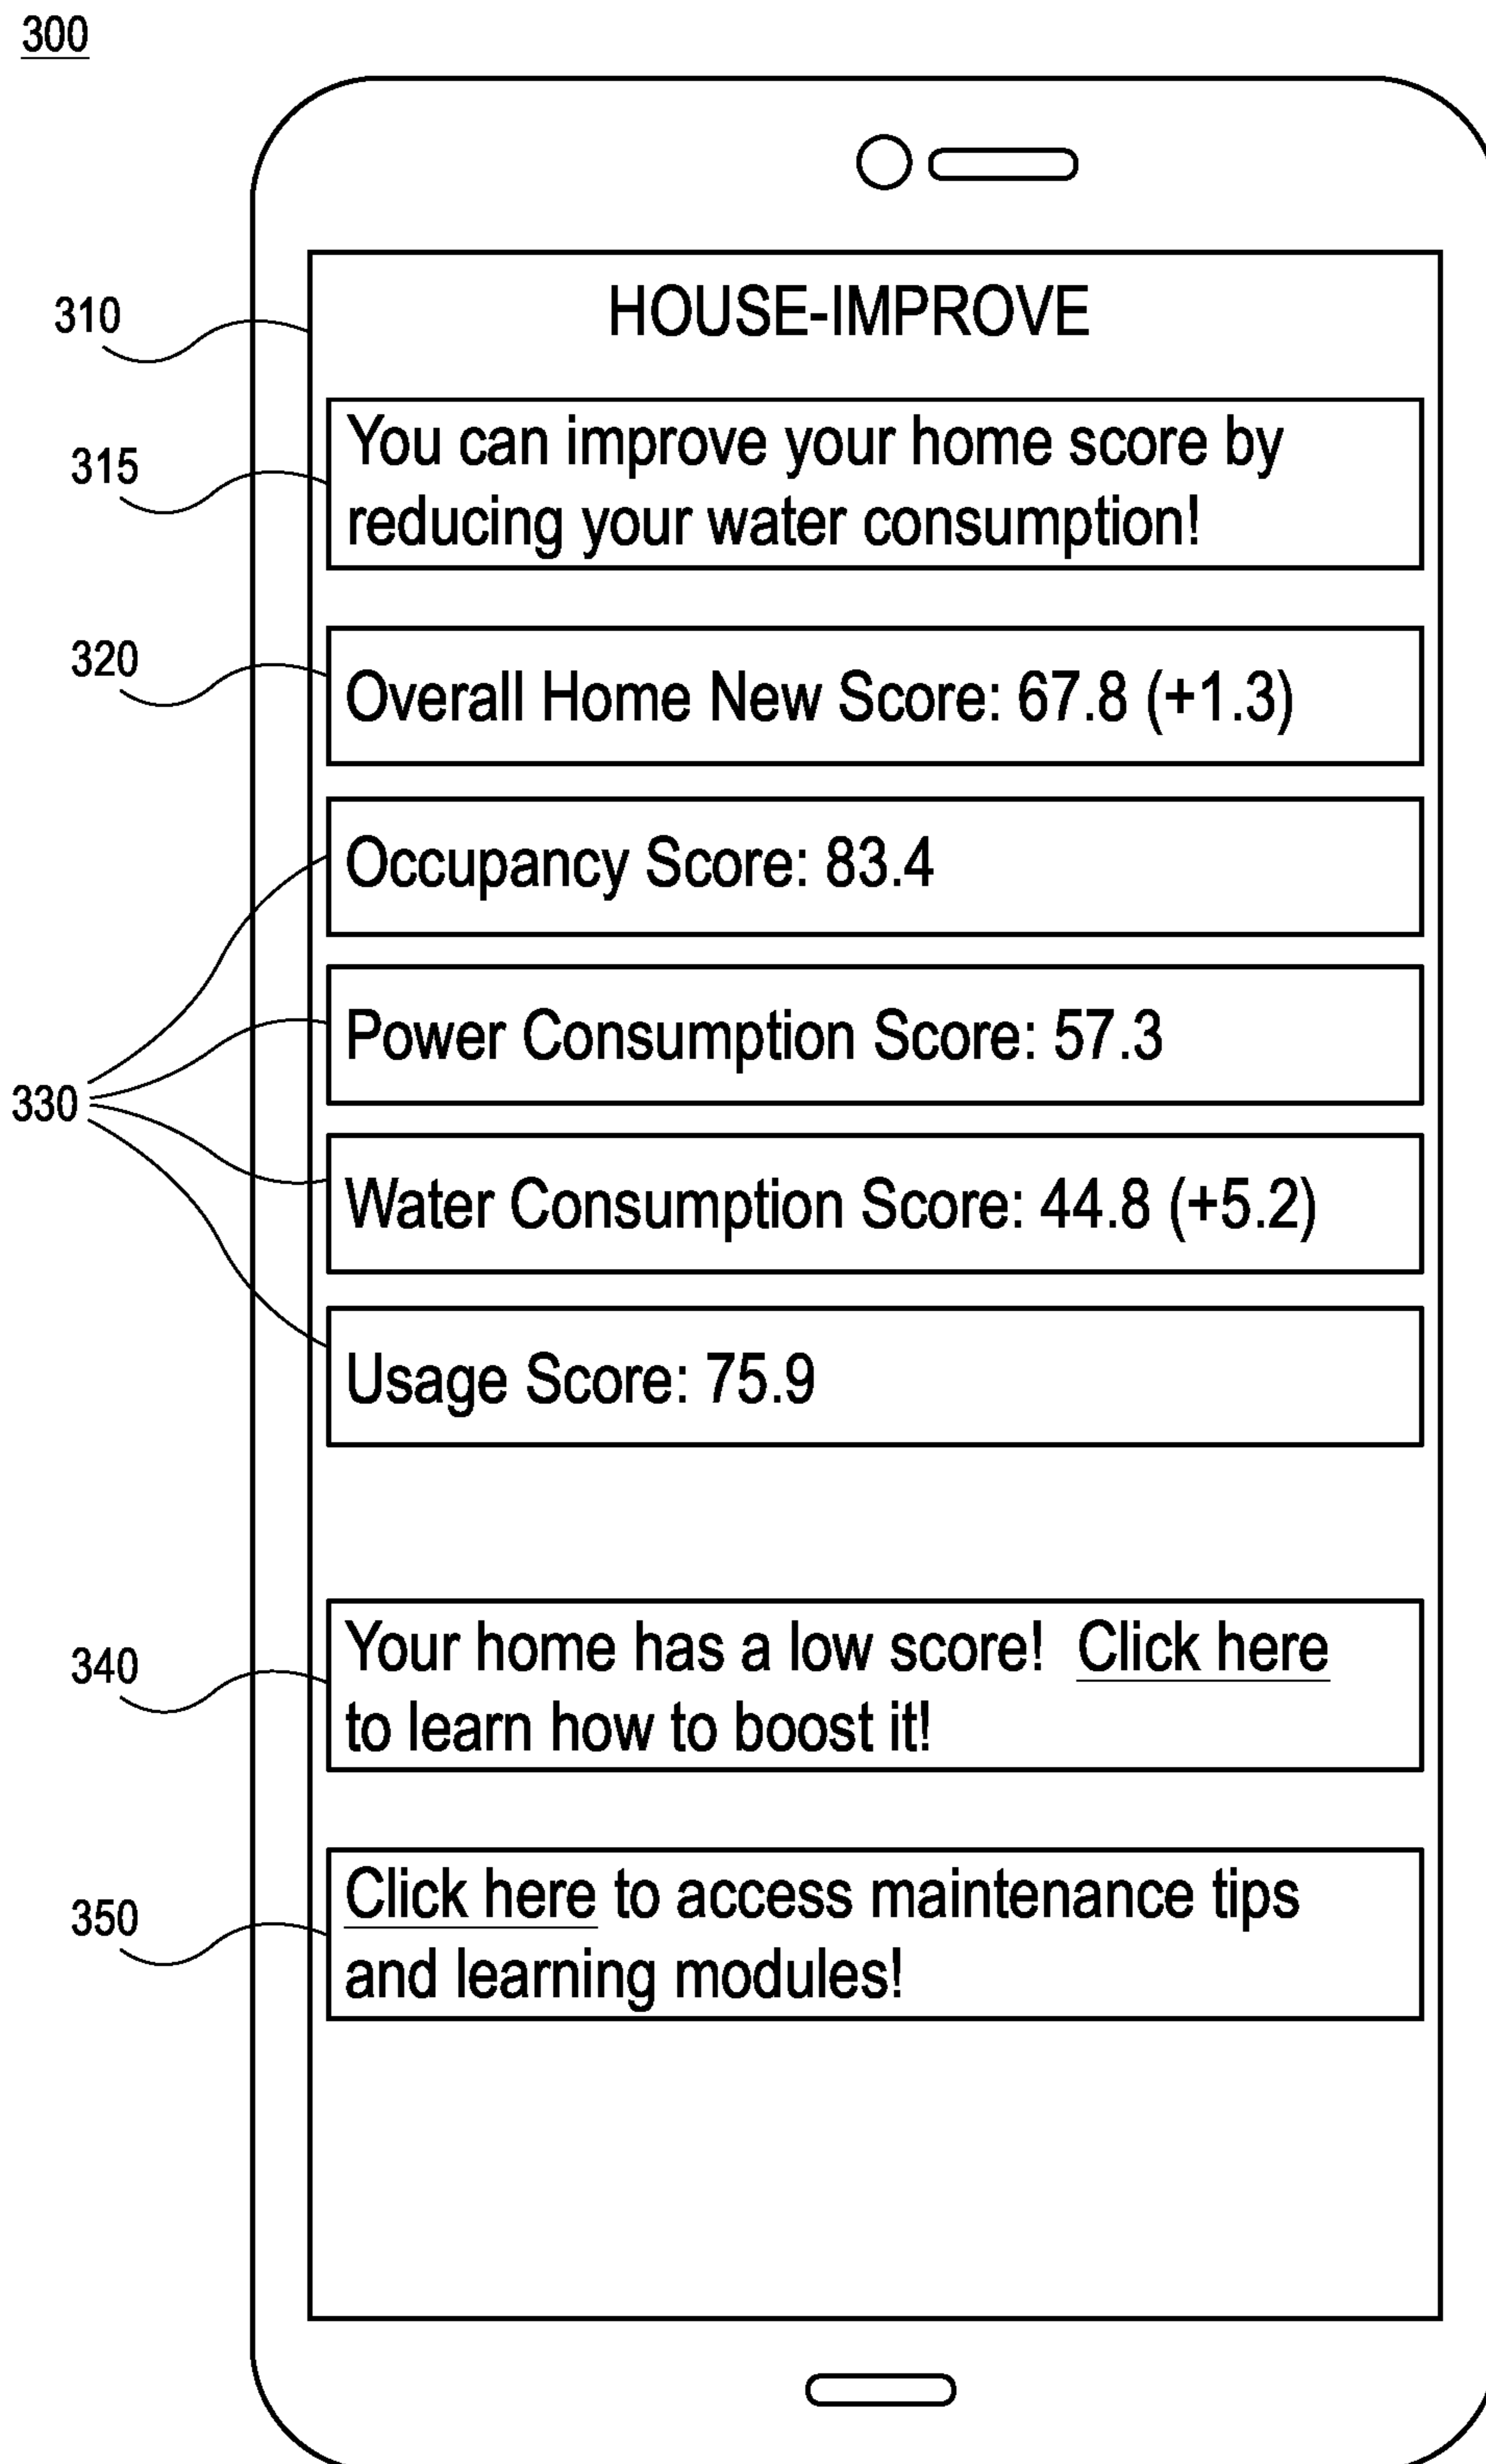 300
310
HOUSE-IMPROVE
315
You can improve your home score by
reducing your water consumption!
320
Overall Home New Score: 67.8 (+1.3)
Occupancy Score: 83.4
Power Consumption Score: 57.3
330
Water Consumption Score: 44.8 (+5.2)
Usage Score: 75.9
340
Your home has a low score! Click here
to learn how to boost it!
350
Click here to access maintenance tips
and learning modules!